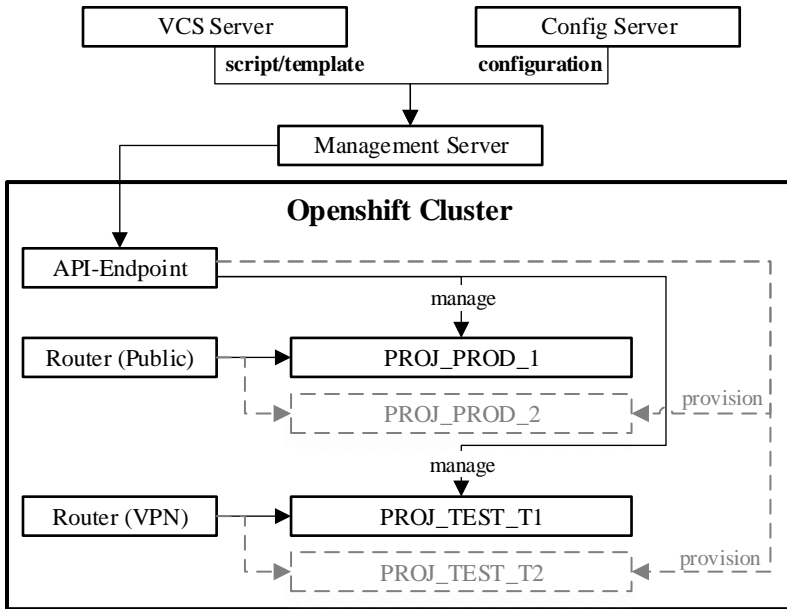 VCS Server
Config Server
script/template
configuration
Management Server
Openshift Cluster
API-Endpoint
manage
Router (Public)
PROJ_PROD_1
PROJ_PROD_2
provision
manage
Router (VPN)
PROJ_TEST_T1
PROJ_TEST_T2
provision